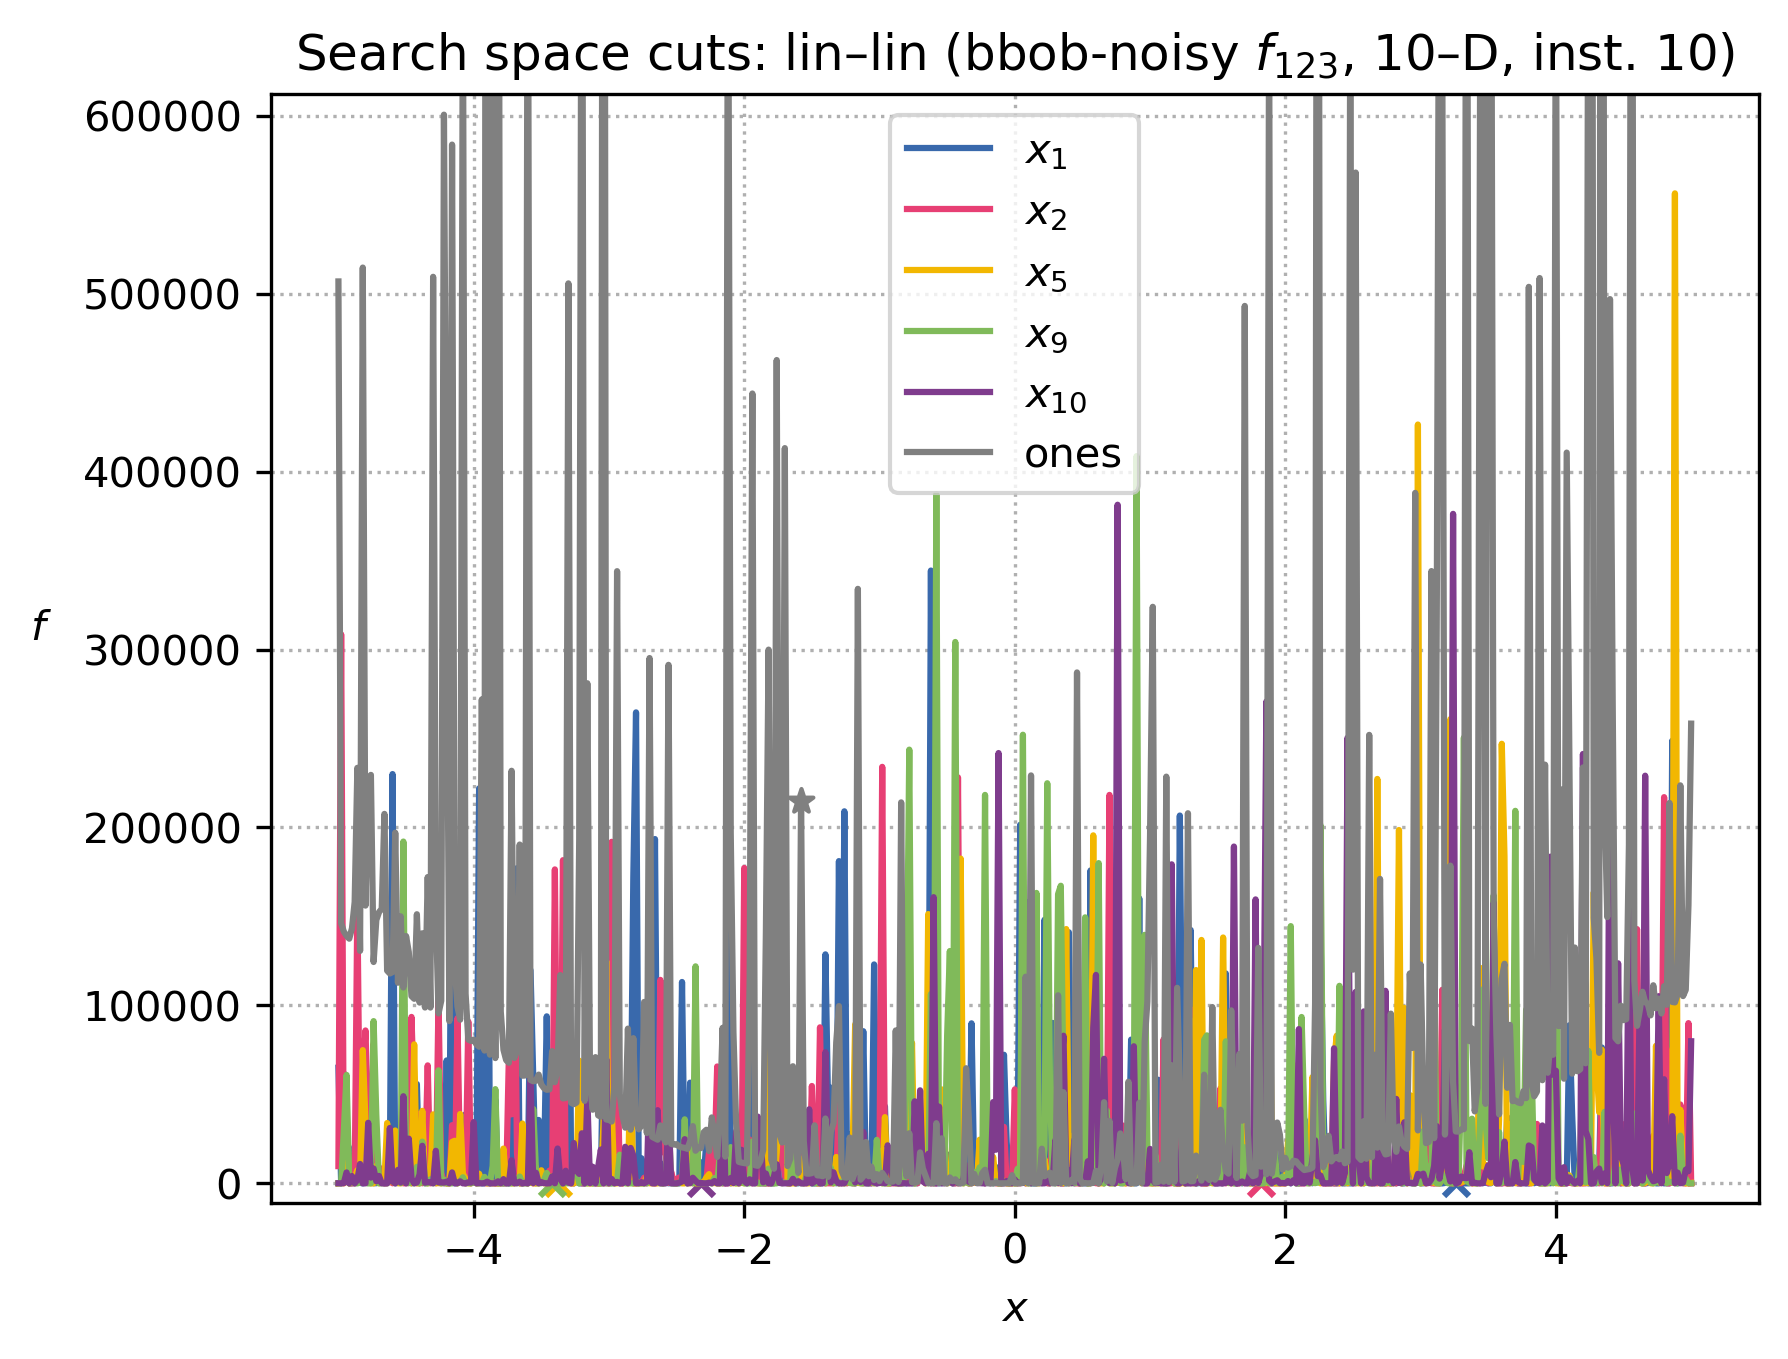 Search space cuts: lin–lin (bbob-noisy f₁₂₃, 10–D, inst. 10)
600000
500000
400000
300000
200000
100000
0
f
x₁
x₂
x₅
x₉
x₁₀
ones
−4 −2 0 2 4
x